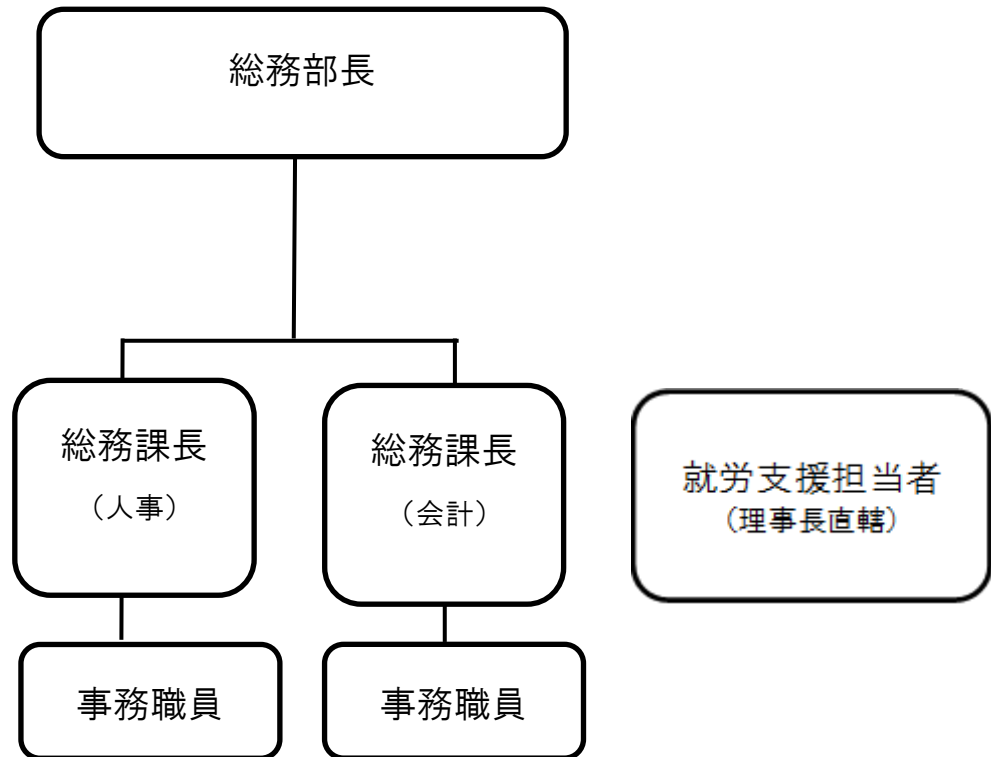 総務部長
総務課長
（人事）
総務課長
（会計）
就労支援担当者
（理事長直轄）
事務職員
事務職員